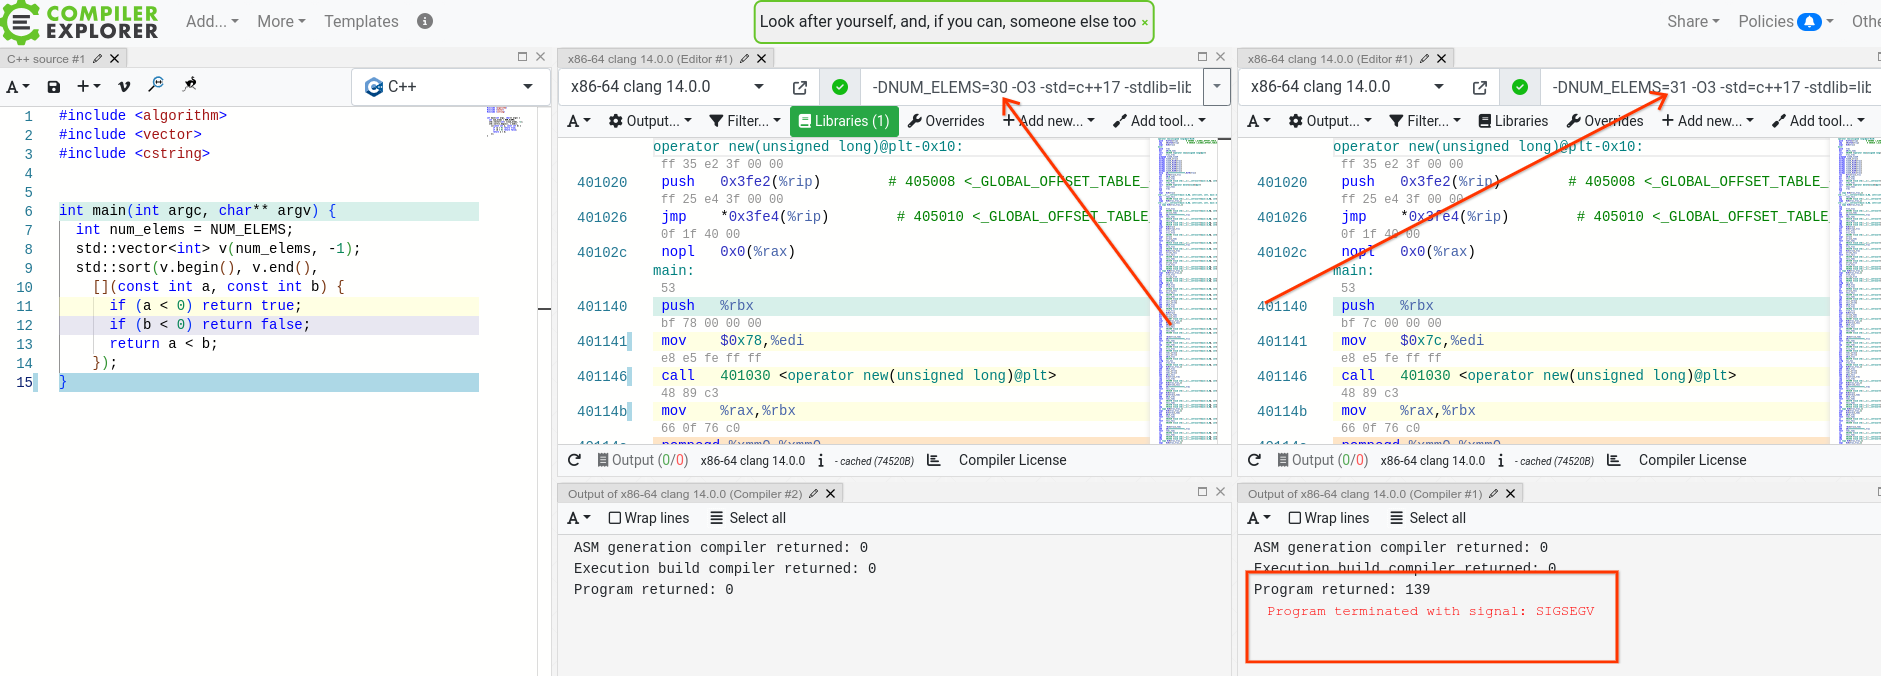 COMPILER
EXPLORER
Add...
More
Templates
Look after yourself, and, if you can, someone else too ×
Share
Policies
Othe
C++ source #1
A
C++
1 #include <algorithm>
2 #include <vector>
3 #include <cstring>
4
5
6 int main(int argc, char** argv) {
7 int num_elems = NUM_ELEMS;
8 std::vector<int> v(num_elems, -1);
9 std::sort(v.begin(), v.end(),
10 [](const int a, const int b) {
11 if (a < 0) return true;
12 if (b < 0) return false;
13 return a < b;
14 });
15 }
x86-64 clang 14.0.0 (Editor #1)
x86-64 clang 14.0.0
-DNUM_ELEMS=30 -O3 -std=c++17 -stdlib=lib
A Output... Filter... Libraries (1) Overrides Add new... Add tool...
operator new(unsigned long)@plt-0x10:
ff 35 e2 3f 00 00
401020 push 0x3fe2(%rip) # 405008 <_GLOBAL_OFFSET_TABLE_
ff 25 e4 3f 00 00
401026 jmp *0x3fe4(%rip) # 405010 <_GLOBAL_OFFSET_TABLE
0f 1f 40 00
40102c nopl 0x0(%rax)
main:
53
401140 push %rbx
bf 78 00 00 00
401141 mov $0x78,%edi
e8 e5 fe ff ff
401146 call 401030 <operator new(unsigned long)@plt>
48 89 c3
40114b mov %rax,%rbx
66 0f 76 c0
Output (0/0) x86-64 clang 14.0.0 i - cached (74520B) Compiler License
Output of x86-64 clang 14.0.0 (Compiler #2)
A Wrap lines Select all
ASM generation compiler returned: 0
Execution build compiler returned: 0
Program returned: 0
x86-64 clang 14.0.0 (Editor #1)
x86-64 clang 14.0.0
-DNUM_ELEMS=31 -O3 -std=c++17 -stdlib=lib
A Output... Filter... Libraries Overrides Add new... Add tool...
operator new(unsigned long)@plt-0x10:
ff 35 e2 3f 00 00
401020 push 0x3fe2(%rip) # 405008 <_GLOBAL_OFFSET_TABLE_
ff 25 e4 3f 00 00
401026 jmp *0x3fe4(%rip) # 405010 <_GLOBAL_OFFSET_TABLE
0f 1f 40 00
40102c nopl 0x0(%rax)
main:
53
401140 push %rbx
bf 7c 00 00 00
401141 mov $0x7c,%edi
e8 e5 fe ff ff
401146 call 401030 <operator new(unsigned long)@plt>
48 89 c3
40114b mov %rax,%rbx
66 0f 76 c0
Output (0/0) x86-64 clang 14.0.0 i - cached (74520B) Compiler License
Output of x86-64 clang 14.0.0 (Compiler #1)
A Wrap lines Select all
ASM generation compiler returned: 0
Execution build compiler returned: 0
Program returned: 139
Program terminated with signal: SIGSEGV